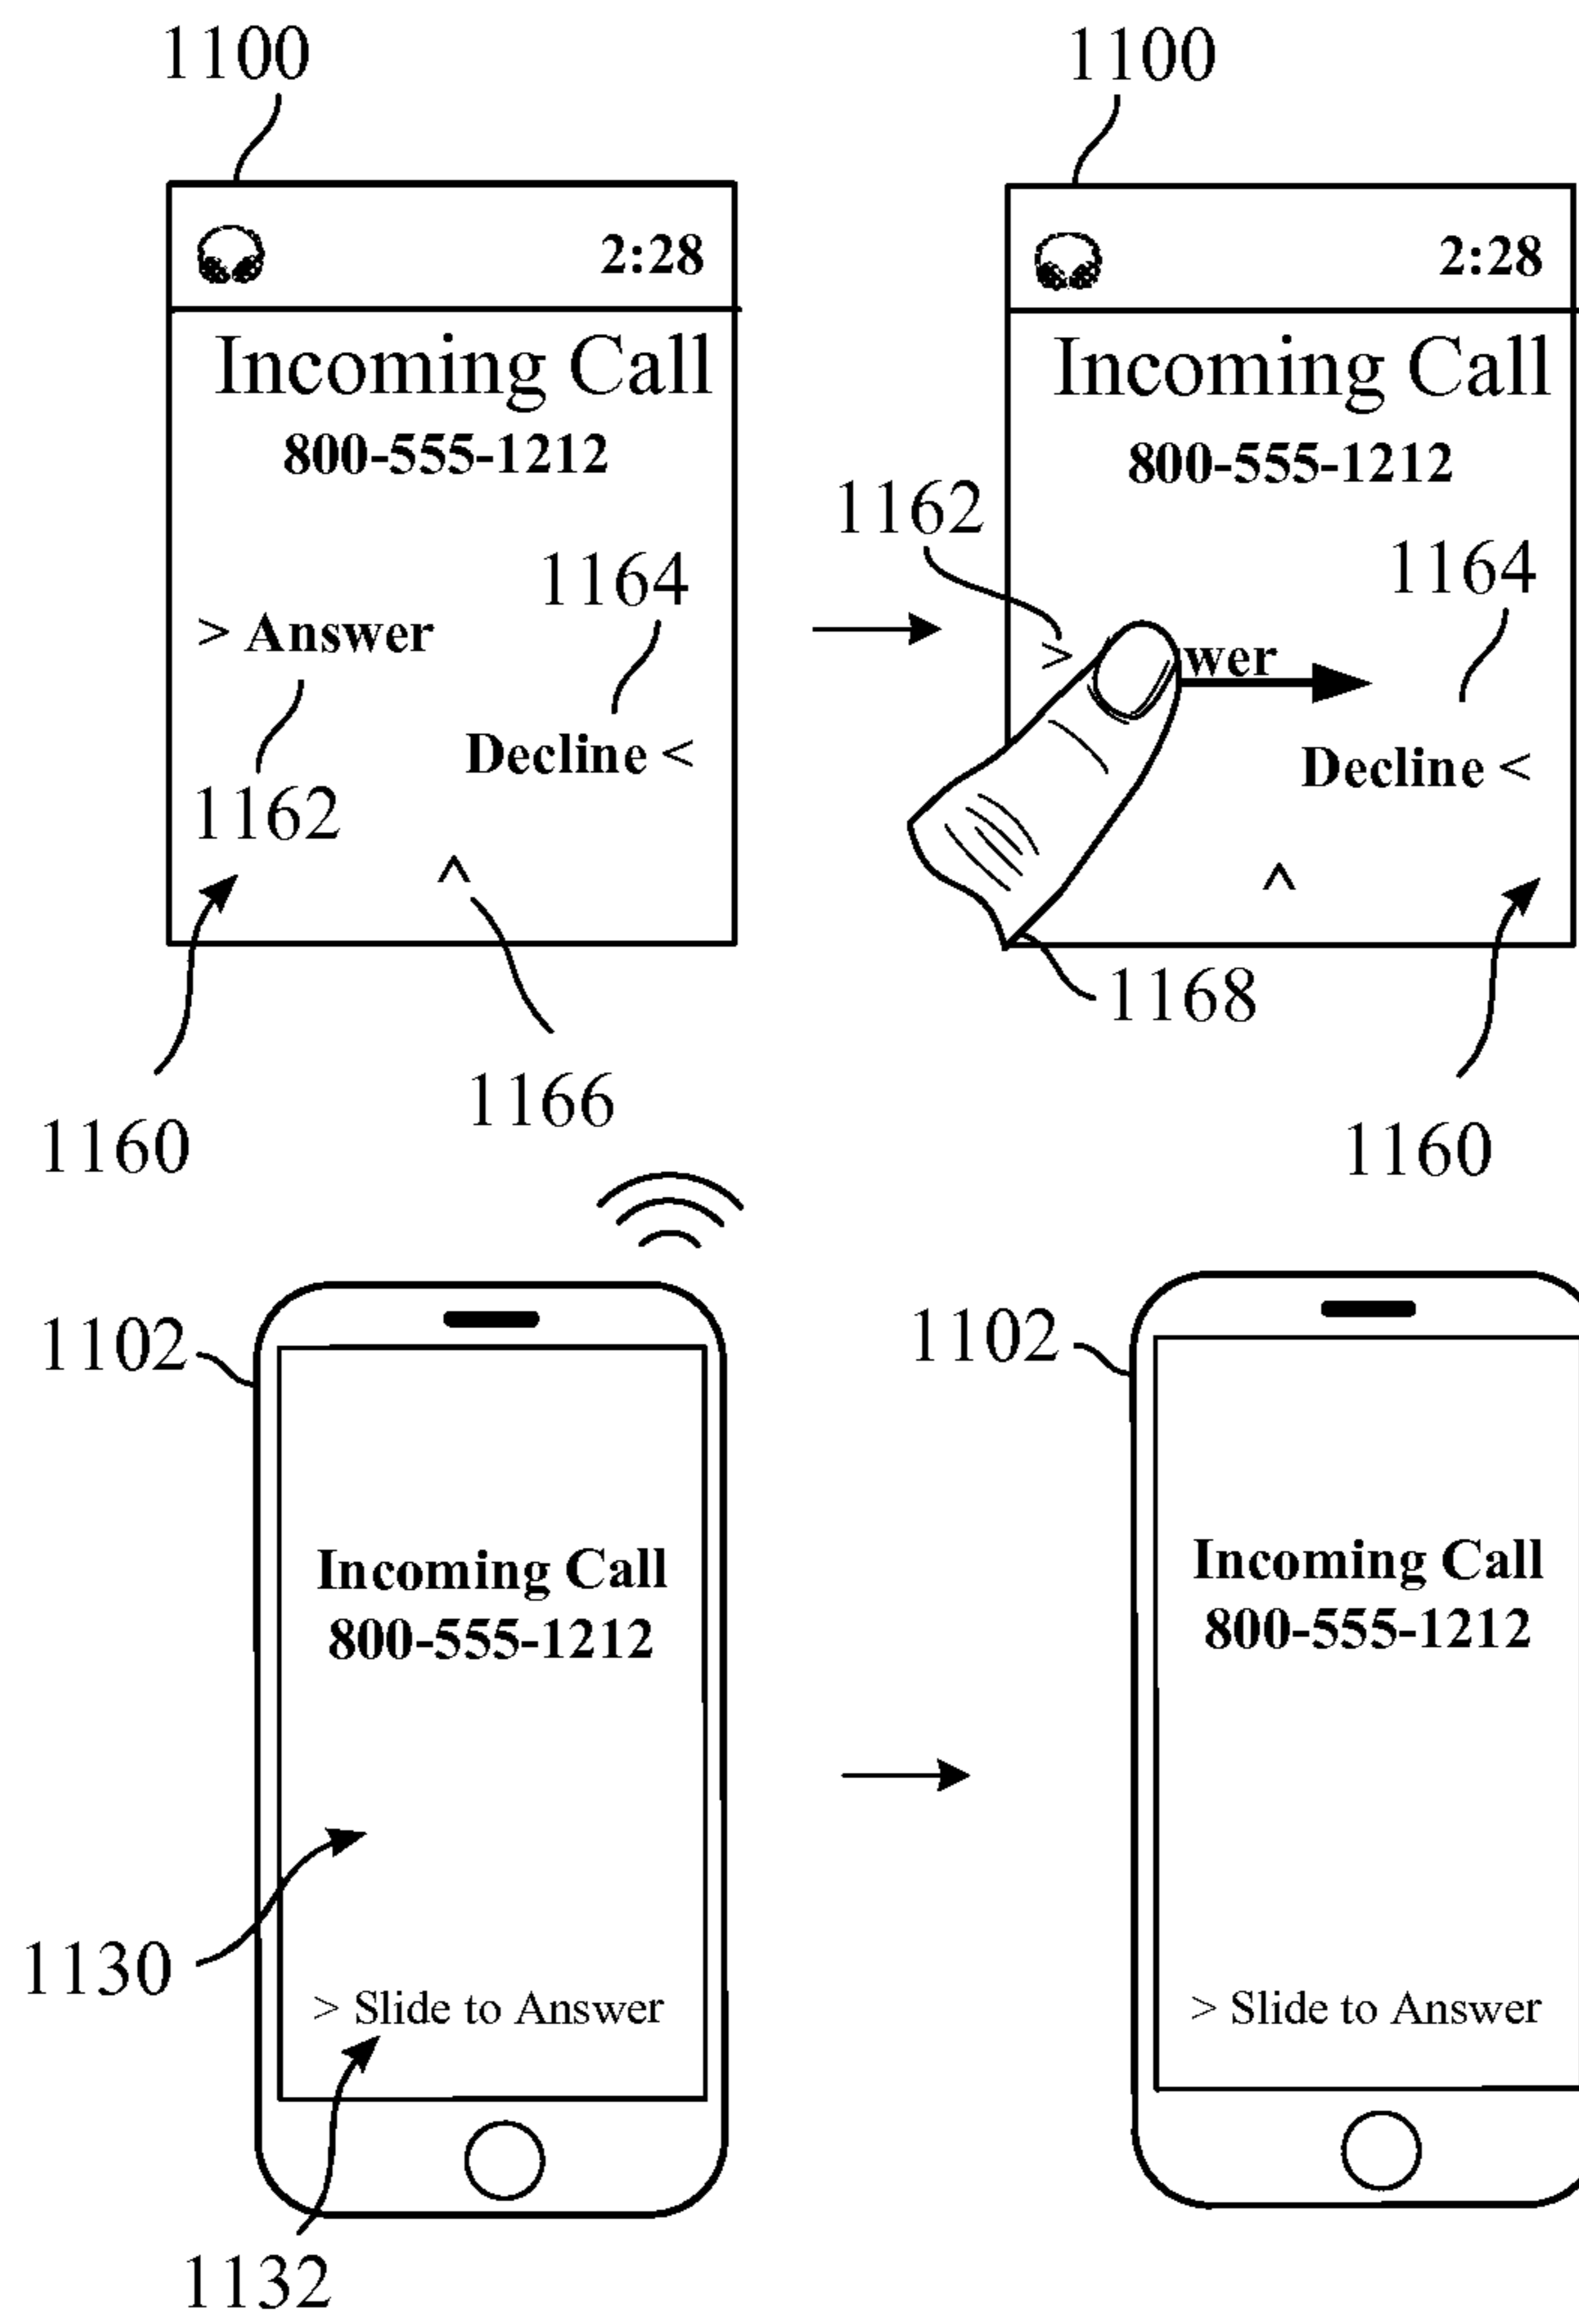 1100
1100
2:28
2:28
Incoming Call
Incoming Call
800-555-1212
800-555-1212
1162
1164
1164
> Answer
> wer
Decline <
Decline <
1162
^
^
1168
1166
1160
1160
1102
1102
Incoming Call
800-555-1212
Incoming Call
800-555-1212
1130
> Slide to Answer
> Slide to Answer
1132